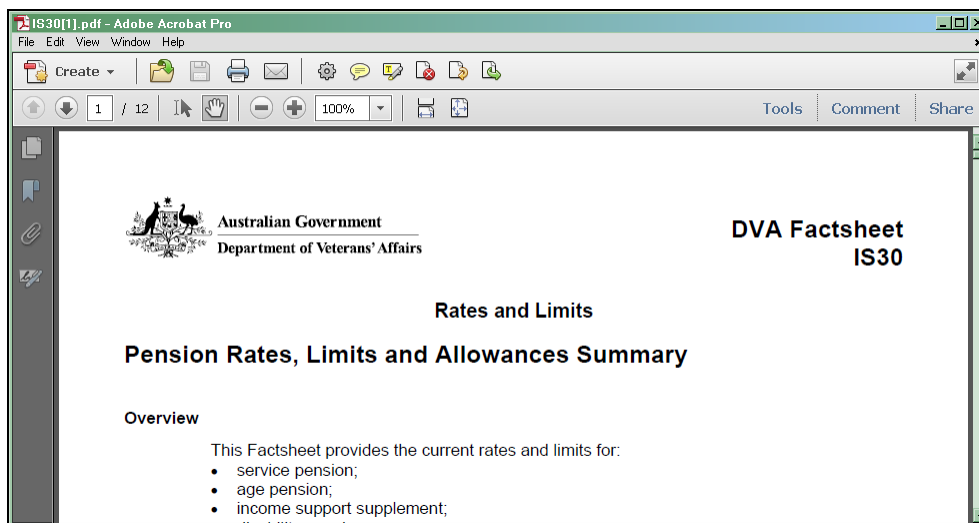 IS30[1].pdf - Adobe Acrobat Pro
File Edit View Window Help
Create
1 / 12 100% Tools Comment Share
Australian Government
Department of Veterans' Affairs
DVA Factsheet
IS30
Rates and Limits
Pension Rates, Limits and Allowances Summary
Overview
This Factsheet provides the current rates and limits for:
• service pension;
• age pension;
• income support supplement;